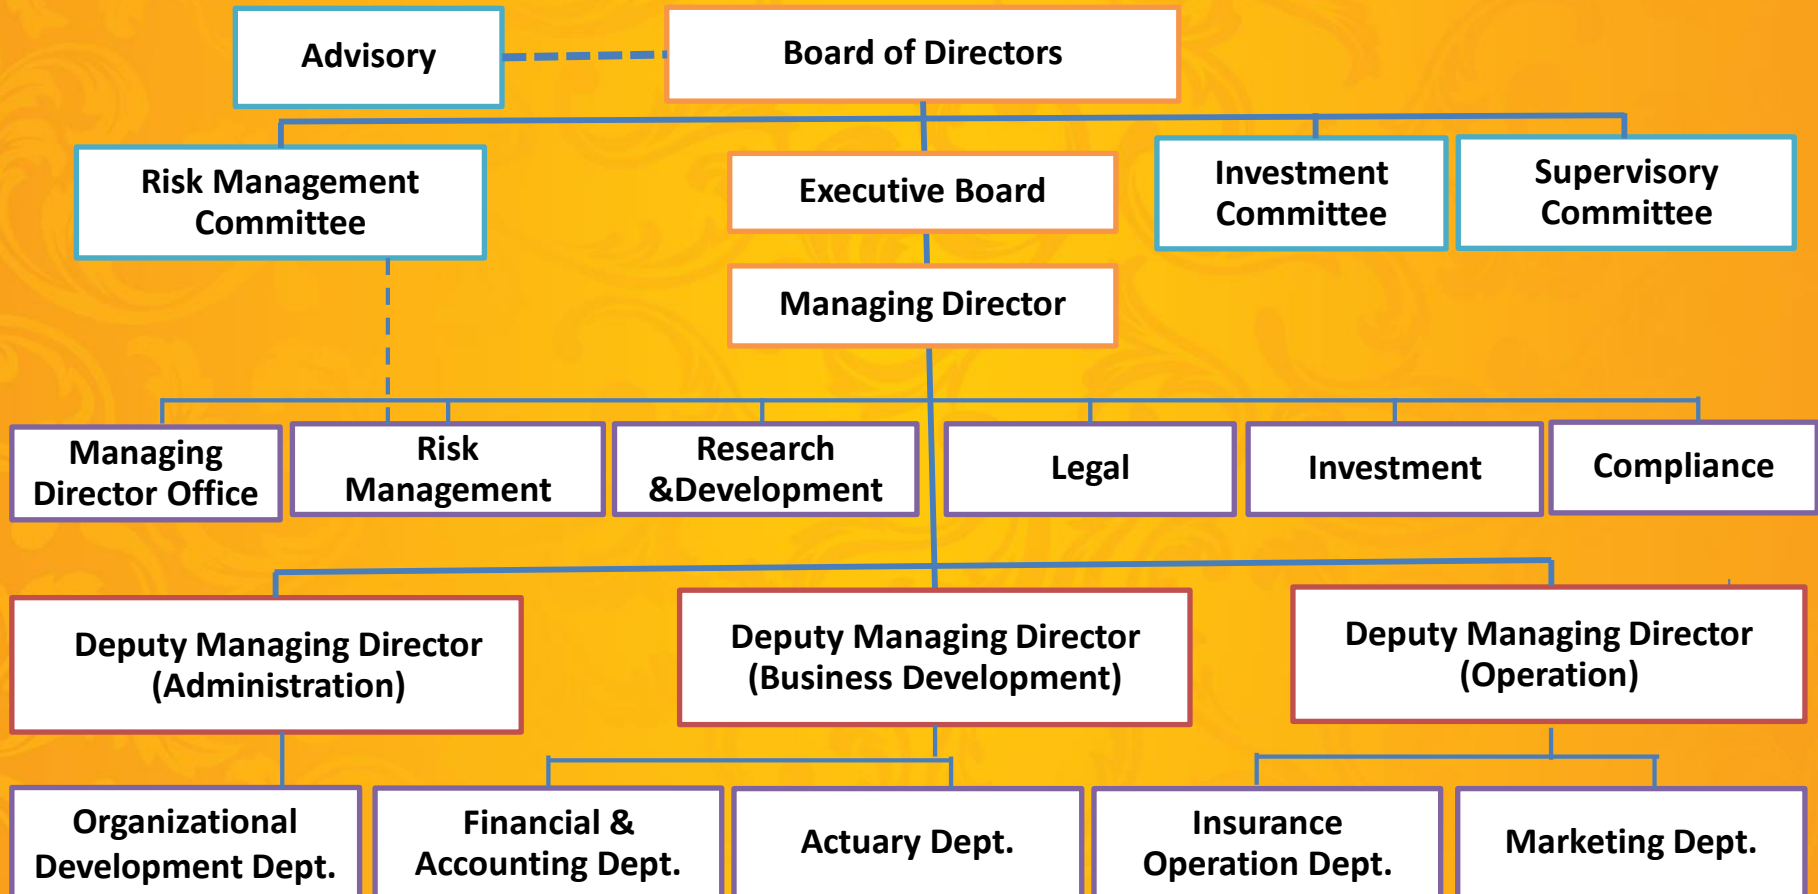 Advisory
Board of Directors
Risk Management
Committee
Executive Board
Investment
Committee
Supervisory
Committee
Managing Director
Managing
Director Office
Risk
Management
Research
&Development
Legal
Investment
Compliance
Deputy Managing Director
(Administration)
Deputy Managing Director
(Business Development)
Deputy Managing Director
(Operation)
Organizational
Development Dept.
Financial &
Accounting Dept.
Actuary Dept.
Insurance
Operation Dept.
Marketing Dept.